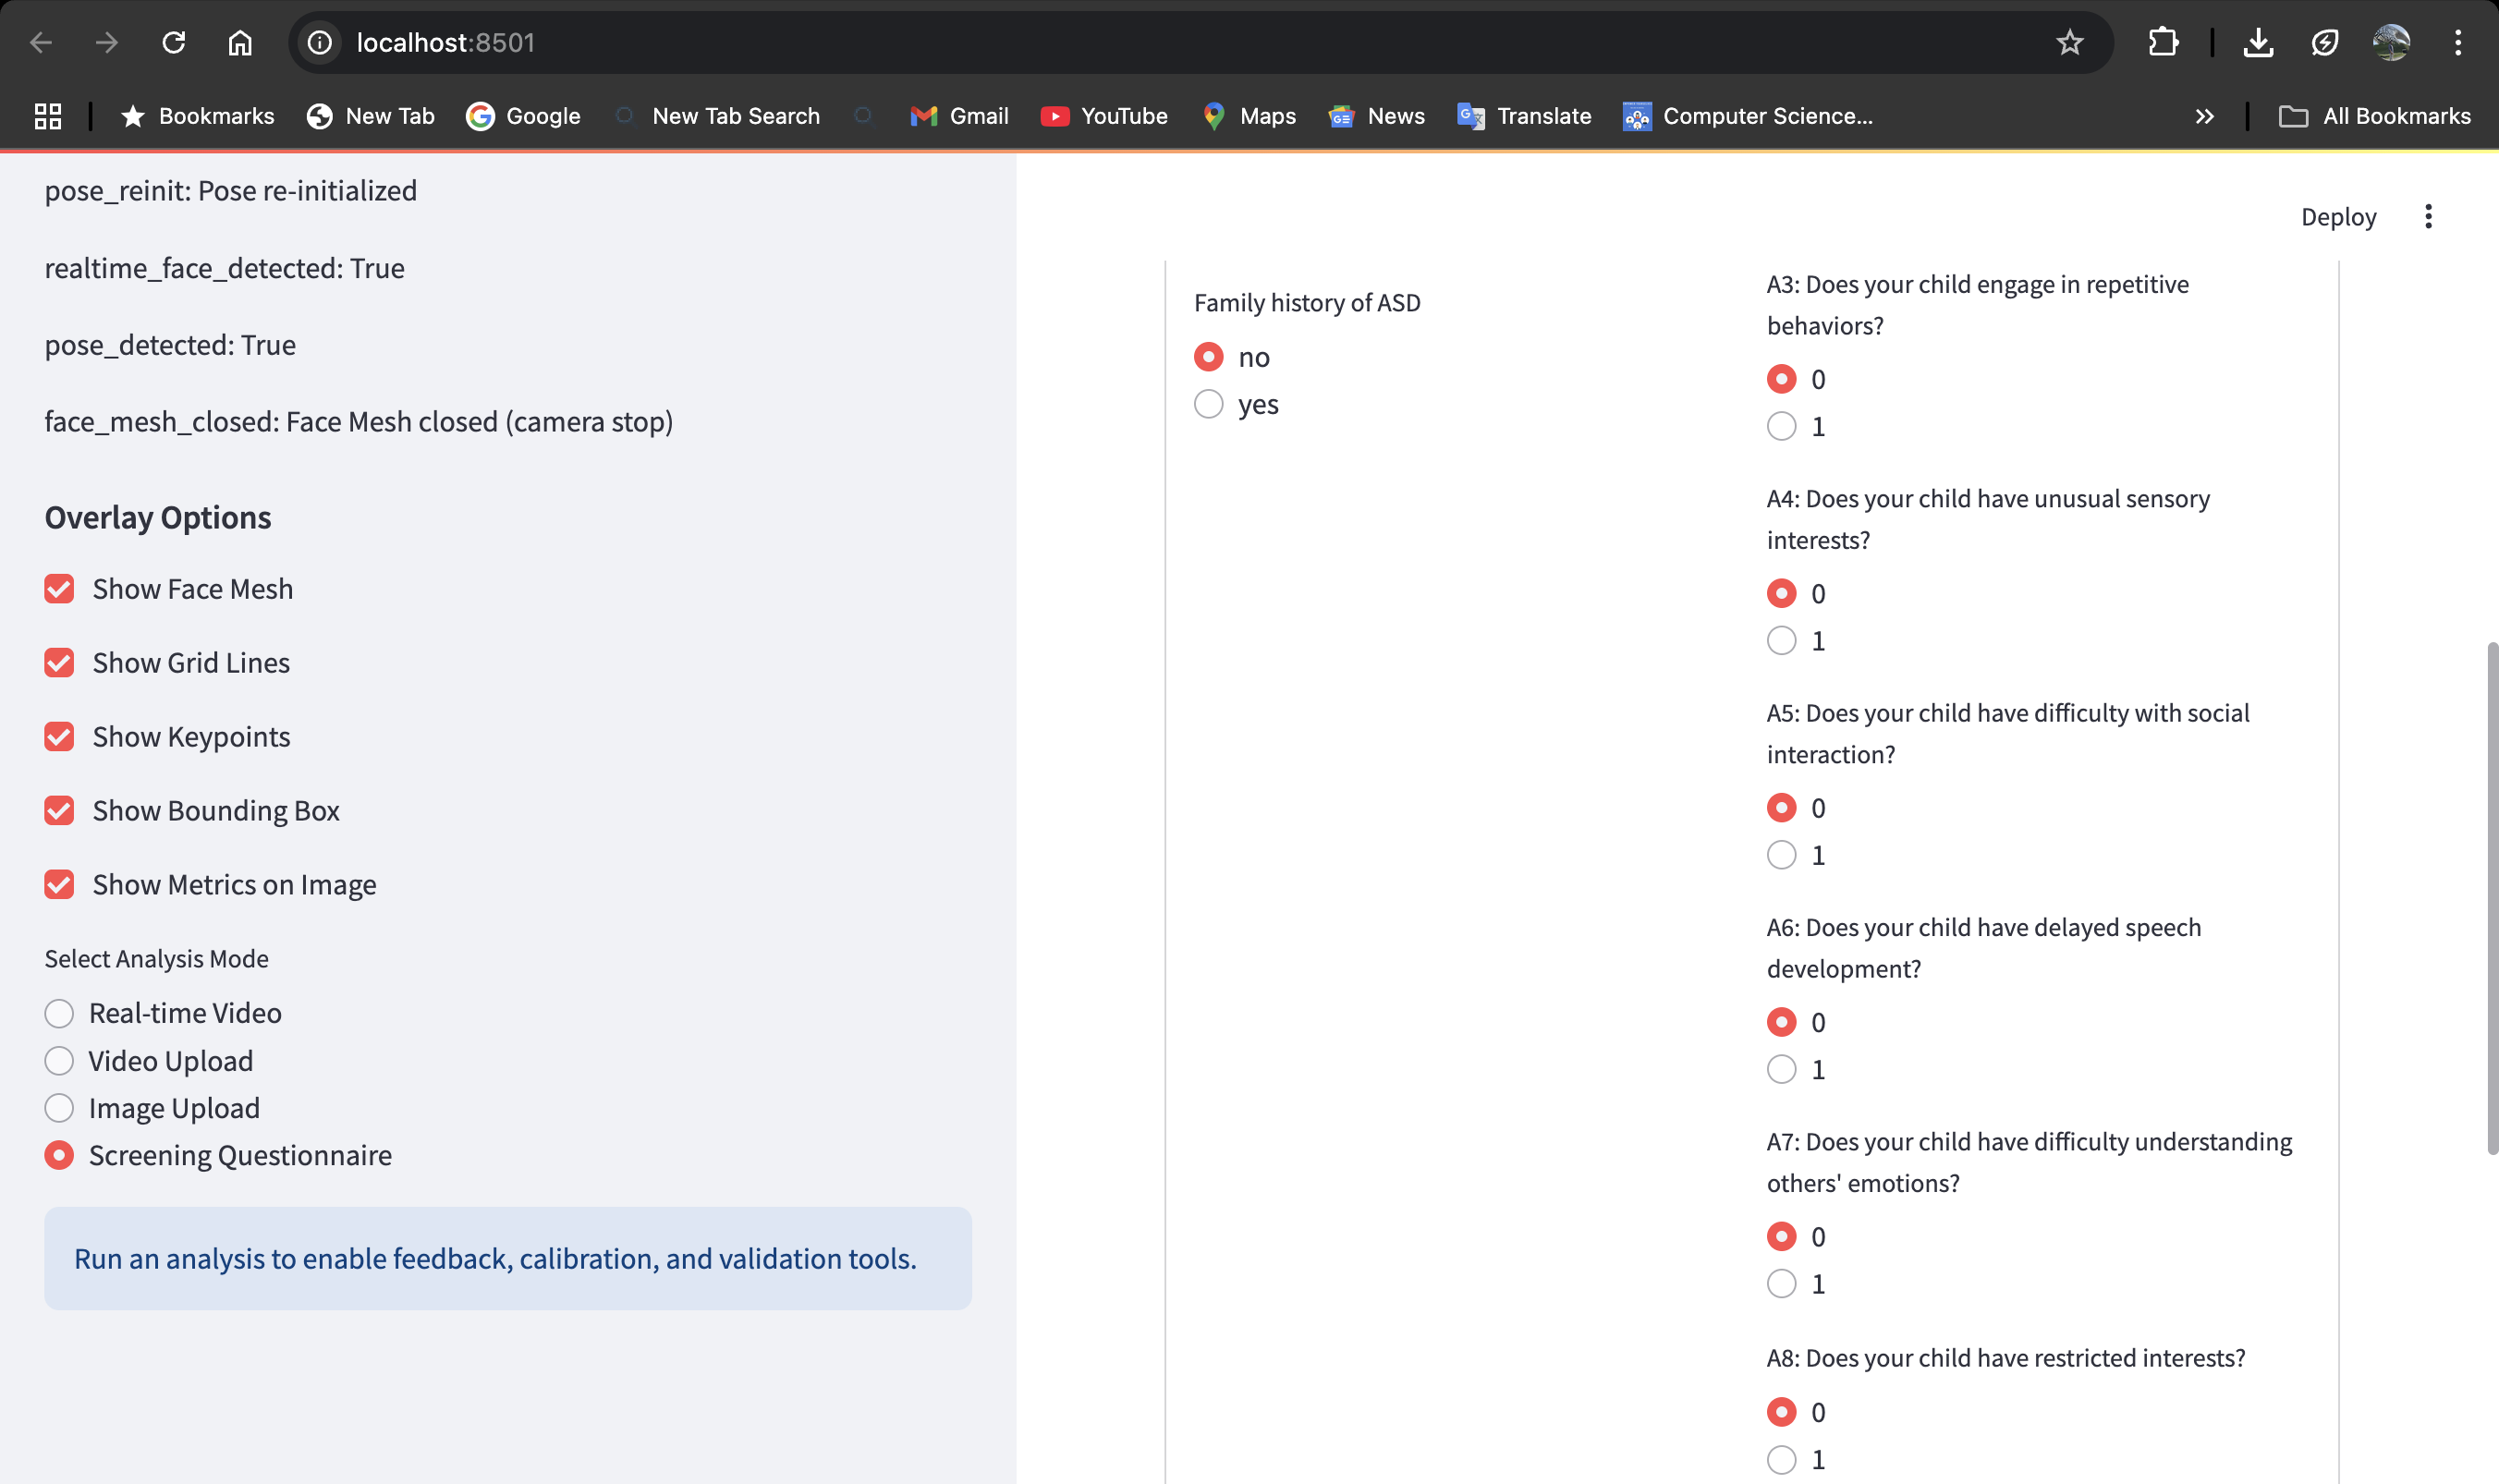 localhost:8501
Bookmarks
New Tab
Google
New Tab Search
Gmail
YouTube
Maps
News
Translate
Computer Science...
All Bookmarks
pose_reinit: Pose re-initialized
realtime_face_detected: True
pose_detected: True
face_mesh_closed: Face Mesh closed (camera stop)
Overlay Options
Show Face Mesh
Show Grid Lines
Show Keypoints
Show Bounding Box
Show Metrics on Image
Select Analysis Mode
Real-time Video
Video Upload
Image Upload
Screening Questionnaire
Run an analysis to enable feedback, calibration, and validation tools.
Deploy
Family history of ASD
no
yes
A3: Does your child engage in repetitive
behaviors?
0
1
A4: Does your child have unusual sensory
interests?
0
1
A5: Does your child have difficulty with social
interaction?
0
1
A6: Does your child have delayed speech
development?
0
1
A7: Does your child have difficulty understanding
others' emotions?
0
1
A8: Does your child have restricted interests?
0
1